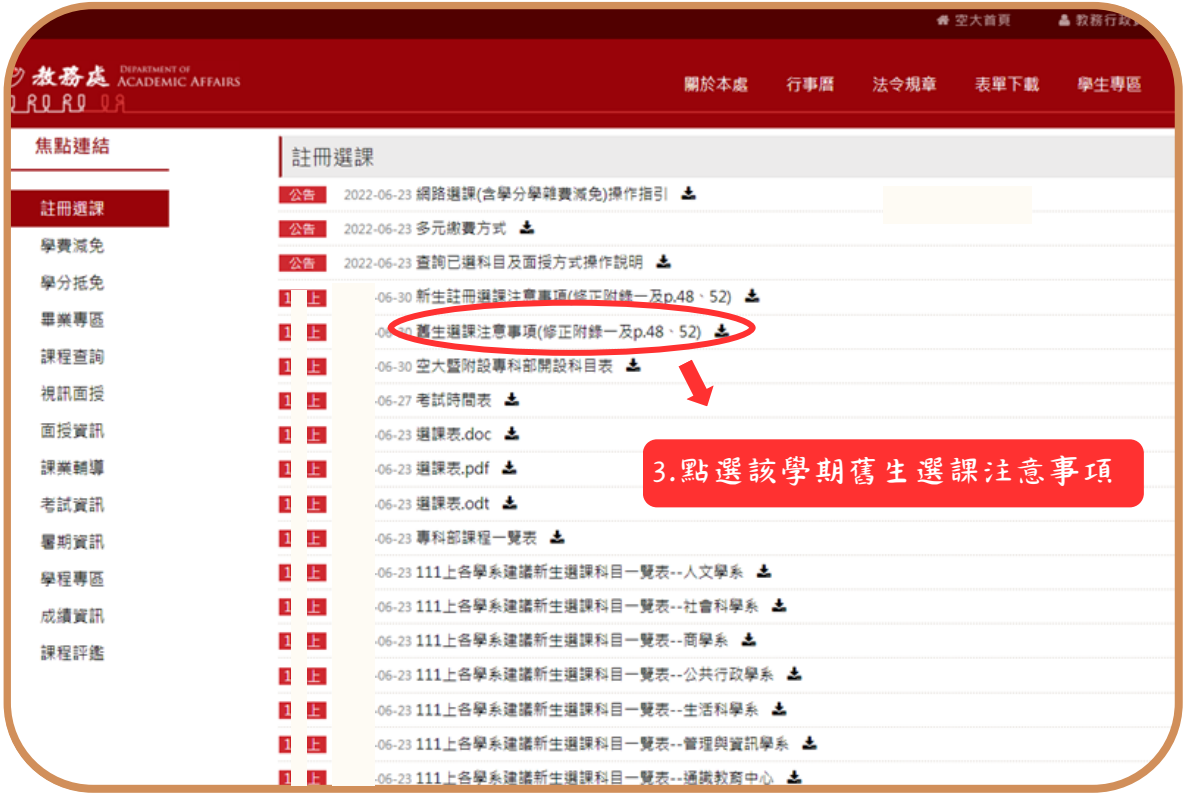 空大首頁
教務行政
教務處 DEPARTMENT OF ACADEMIC AFFAIRS
關於本處 行事曆 法令規章 表單下載 學生專區
焦點連結
註冊選課
學費減免
學分抵免
畢業專區
課程查詢
視訊面授
面授資訊
課業輔導
考試資訊
暑期資訊
學程專區
成績資訊
課程評鑑
註冊選課
公告 2022-06-23 網路選課(含學分學雜費減免)操作指引
公告 2022-06-23 多元繳費方式
公告 2022-06-23 查詢已選科目及面授方式操作說明
1 上 -06-30 新生註冊選課注意事項(修正附錄一及p.48、52)
1 上 -06-30 舊生選課注意事項(修正附錄一及p.48、52)
1 上 -06-30 空大暨附設專科部開設科目表
1 上 -06-27 考試時間表
1 上 -06-23 選課表.doc
1 上 -06-23 選課表.pdf
1 上 -06-23 選課表.odt
1 上 -06-23 專科部課程一覽表
1 上 -06-23 111上各學系建議新生選課科目一覽表--人文學系
1 上 -06-23 111上各學系建議新生選課科目一覽表--社會科學系
1 上 -06-23 111上各學系建議新生選課科目一覽表--商學系
1 上 -06-23 111上各學系建議新生選課科目一覽表--公共行政學系
1 上 -06-23 111上各學系建議新生選課科目一覽表--生活科學系
1 上 -06-23 111上各學系建議新生選課科目一覽表--管理與資訊學系
1 上 -06-23 111上各學系建議新生選課科目一覽表--通識教育中心
3.點選該學期舊生選課注意事項